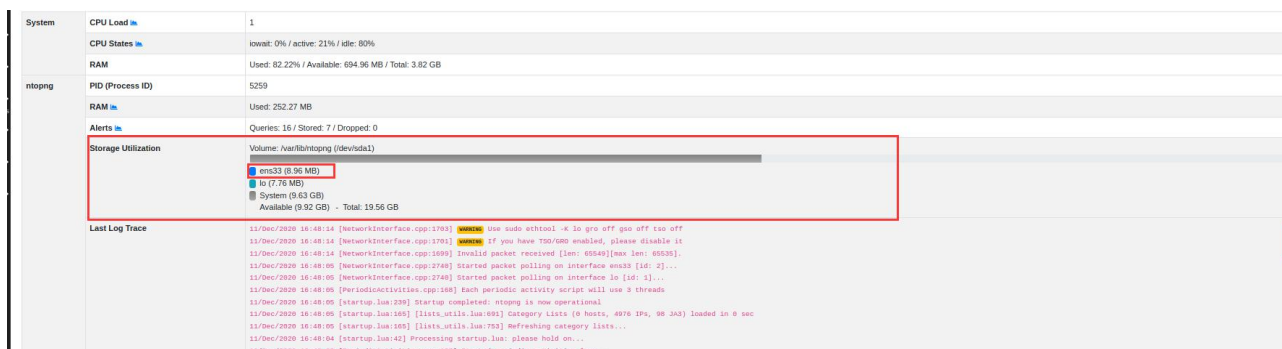 System CPU Load 1
CPU States iowait: 0% / active: 21% / idle: 80%
RAM Used: 82.22% / Available: 694.96 MB / Total: 3.82 GB
ntopng PID (Process ID) 5259
RAM Used: 252.27 MB
Alerts Queries: 16 / Stored: 7 / Dropped: 0
Storage Utilization Volume: /var/lib/ntopng (/dev/sda1)
ens33 (8.96 MB)
lo (7.76 MB)
System (9.63 GB)
Available (9.92 GB) - Total: 19.56 GB
Last Log Trace 11/Dec/2020 16:48:14 [NetworkInterface.cpp:1703] WARNING Use sudo ethtool -K lo gro off gso off tso off
11/Dec/2020 16:48:14 [NetworkInterface.cpp:1701] WARNING If you have TSO/GRO enabled, please disable it
11/Dec/2020 16:48:14 [NetworkInterface.cpp:1699] Invalid packet received [len: 65549][max len: 65535].
11/Dec/2020 16:48:05 [NetworkInterface.cpp:2740] Started packet polling on interface ens33 [id: 2]...
11/Dec/2020 16:48:05 [NetworkInterface.cpp:2740] Started packet polling on interface lo [id: 1]...
11/Dec/2020 16:48:05 [PeriodicActivities.cpp:168] Each periodic activity script will use 3 threads
11/Dec/2020 16:48:05 [startup.lua:239] Startup completed: ntopng is now operational
11/Dec/2020 16:48:05 [startup.lua:165] [lists_utils.lua:691] Category Lists (0 hosts, 4976 IPs, 98 JA3) loaded in 0 sec
11/Dec/2020 16:48:05 [startup.lua:165] [lists_utils.lua:753] Refreshing category lists...
11/Dec/2020 16:48:04 [startup.lua:42] Processing startup.lua: please hold on...